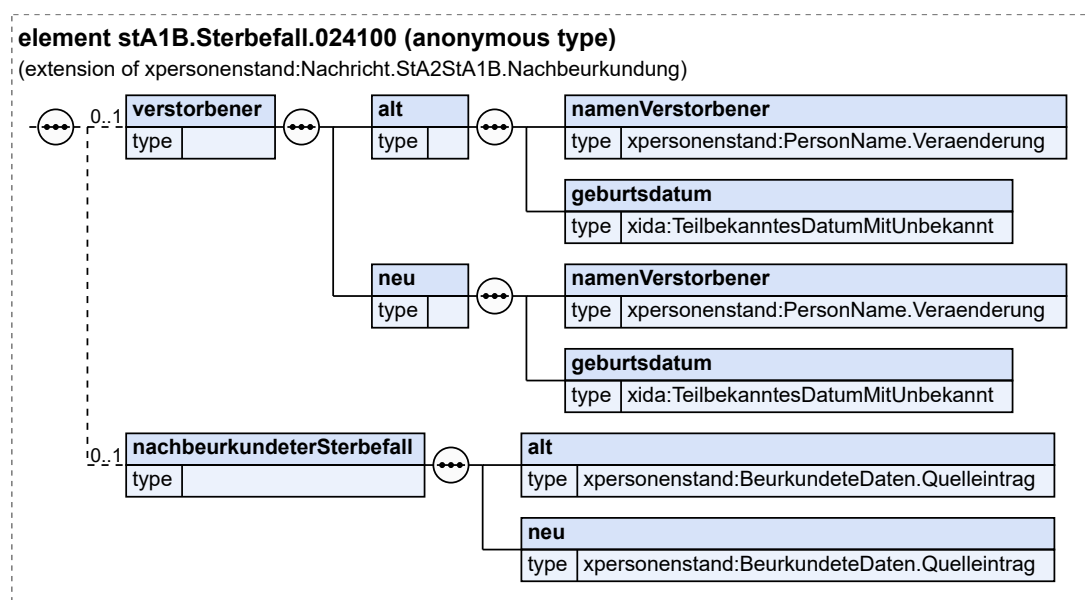 element stA1B.Sterbefall.024100 (anonymous type)
(extension of xpersonenstand:Nachricht.StA2StA1B.Nachbeurkundung)
0..1
verstorbener
type
alt
type
namenVerstorbener
type xpersonenstand:PersonName.Veraenderung
geburtsdatum
type xida:TeilbekanntesDatumMitUnbekannt
neu
type
namenVerstorbener
type xpersonenstand:PersonName.Veraenderung
geburtsdatum
type xida:TeilbekanntesDatumMitUnbekannt
0..1
nachbeurkundeterSterbefall
type
alt
type xpersonenstand:BeurkundeteDaten.Quelleintrag
neu
type xpersonenstand:BeurkundeteDaten.Quelleintrag